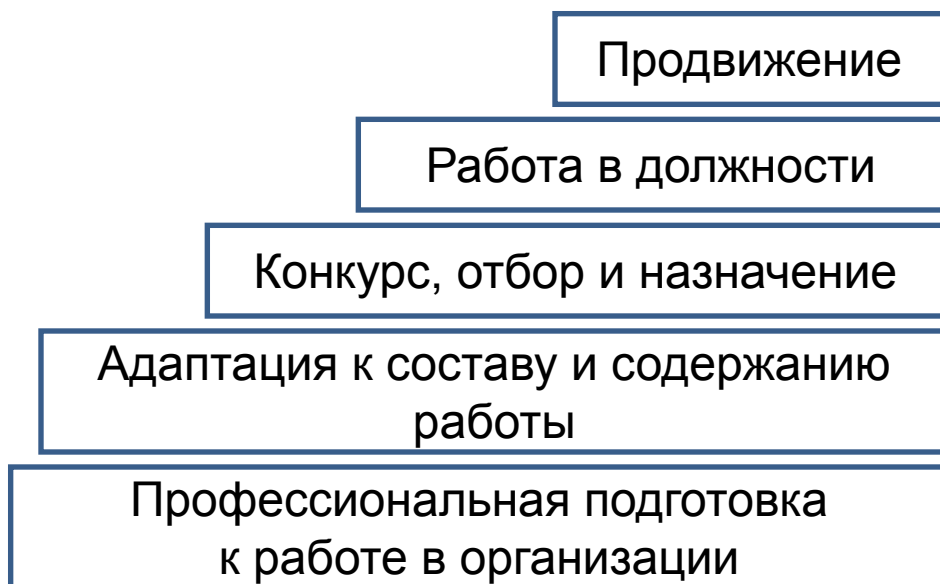 Продвижение
Работа в должности
Конкурс, отбор и назначение
Адаптация к составу и содержанию
работы
Профессиональная подготовка
к работе в организации